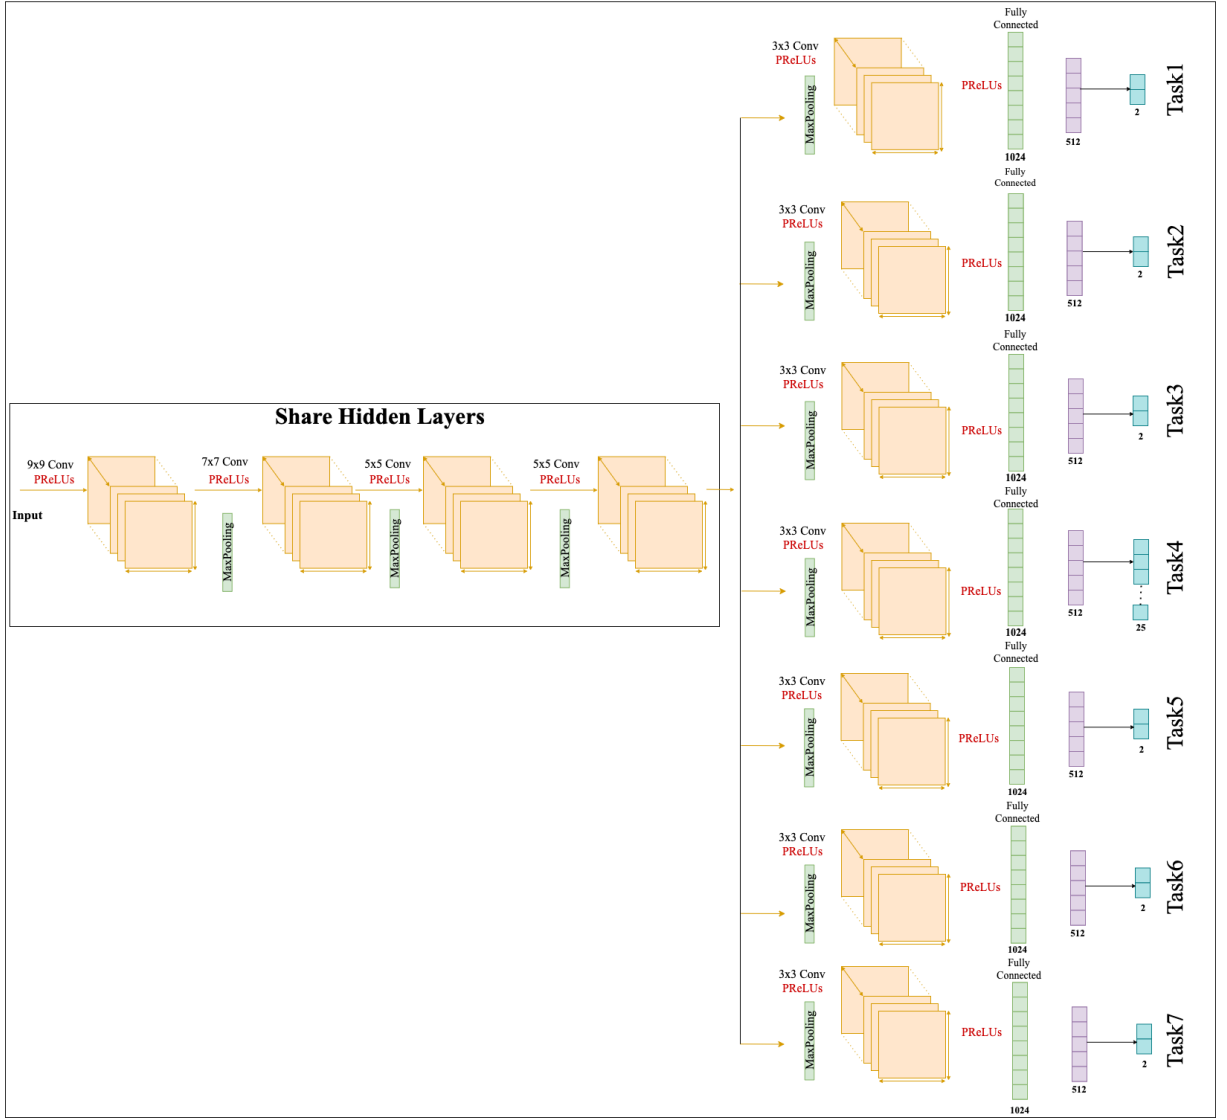 Share Hidden Layers
Input
9x9 Conv
PReLUs
7x7 Conv
PReLUs
MaxPooling
5x5 Conv
PReLUs
MaxPooling
5x5 Conv
PReLUs
MaxPooling
3x3 Conv
PReLUs
MaxPooling
PReLUs
Fully
Connected
1024
512
2
Task1
3x3 Conv
PReLUs
MaxPooling
PReLUs
Fully
Connected
1024
512
2
Task2
3x3 Conv
PReLUs
MaxPooling
PReLUs
Fully
Connected
1024
512
2
Task3
3x3 Conv
PReLUs
MaxPooling
PReLUs
Fully
Connected
1024
512
25
Task4
3x3 Conv
PReLUs
MaxPooling
PReLUs
Fully
Connected
1024
512
2
Task5
3x3 Conv
PReLUs
MaxPooling
PReLUs
Fully
Connected
1024
512
2
Task6
3x3 Conv
PReLUs
MaxPooling
PReLUs
Fully
Connected
1024
512
2
Task7